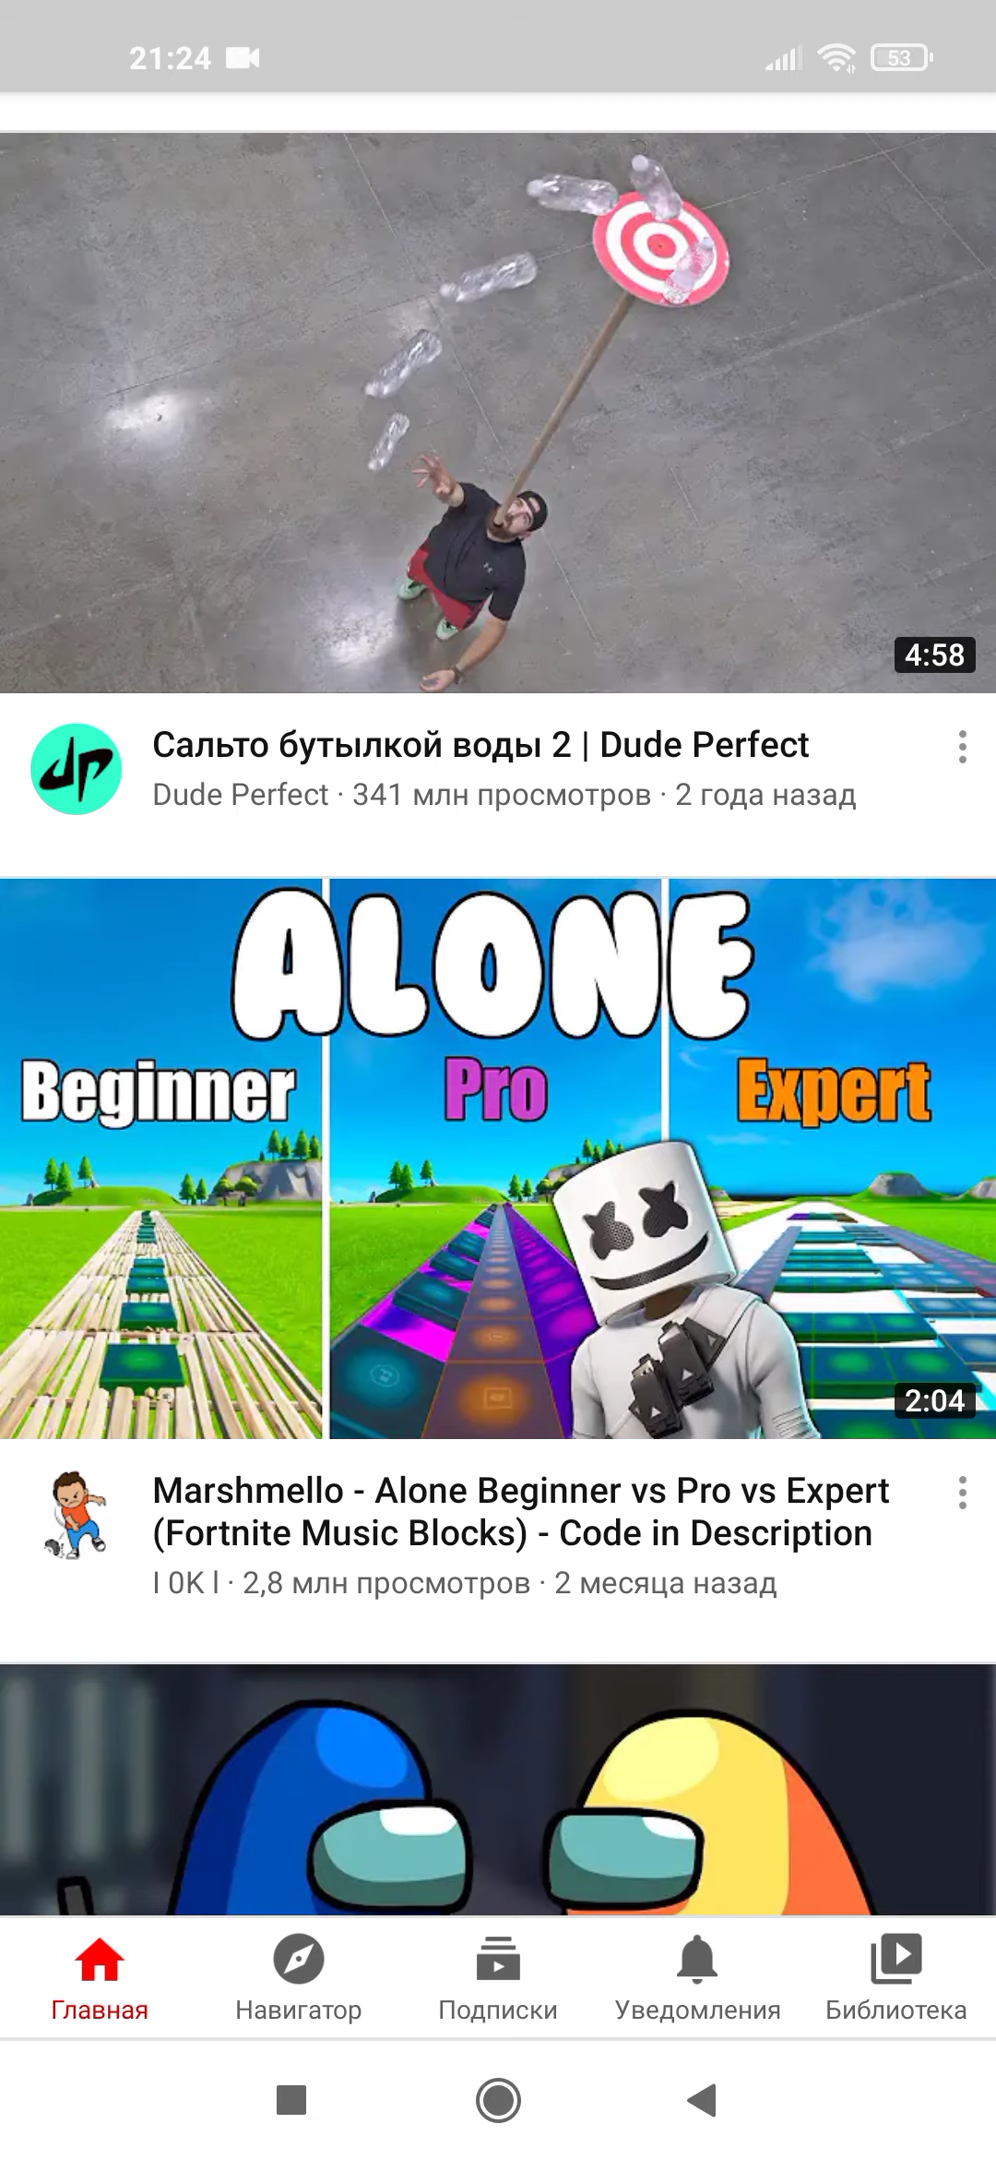 21:24
53
4:58
dp
Сальто бутылкой воды 2 | Dude Perfect
Dude Perfect · 341 млн просмотров · 2 года назад
ALONE
Beginner Pro Expert
2:04
Marshmello - Alone Beginner vs Pro vs Expert
(Fortnite Music Blocks) - Code in Description
I 0K l · 2,8 млн просмотров · 2 месяца назад
Главная Навигатор Подписки Уведомления Библиотека